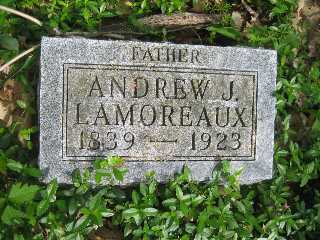 FATHER
ANDREW J.
LAMOREAUX
1839 — 1923